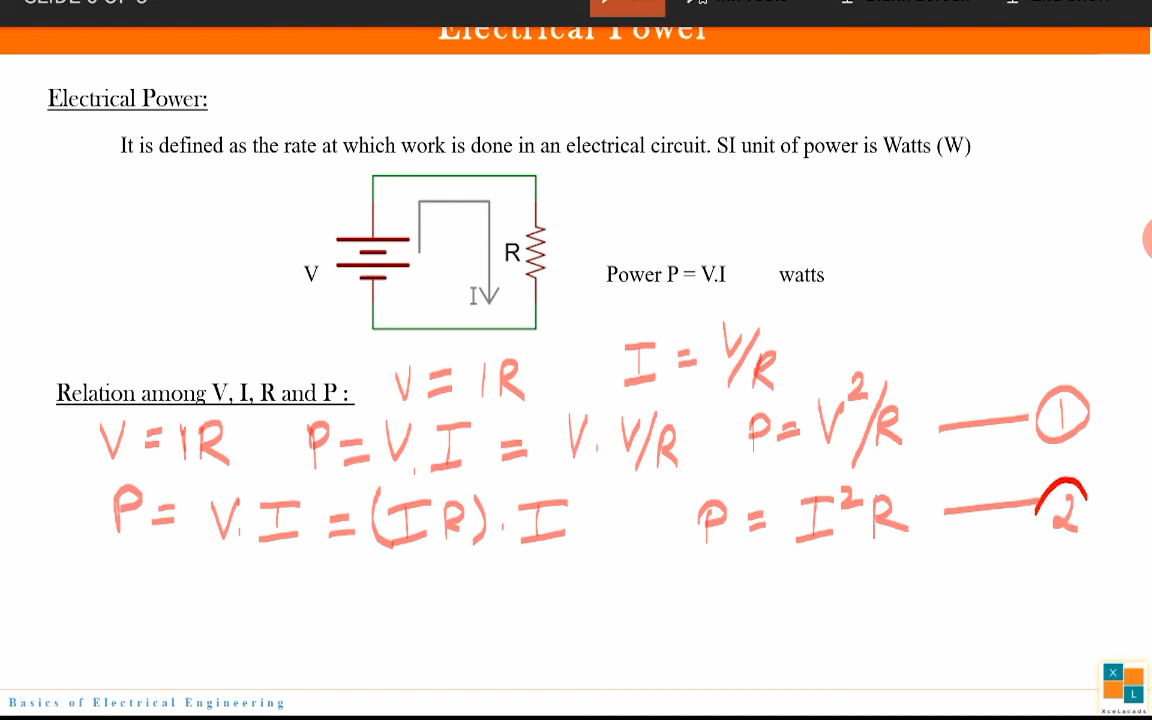 Electrical Power
Electrical Power:
It is defined as the rate at which work is done in an electrical circuit. SI unit of power is Watts (W)
R
V
Power P = V.I watts
I
I = V/R
V = IR
Relation among V, I, R and P :
V = IR P = V.I = V. V/R P = V²/R — 1
P = V.I = (IR) . I P = I²R — 2
Basics of Electrical Engineering
X
L
XceLacads